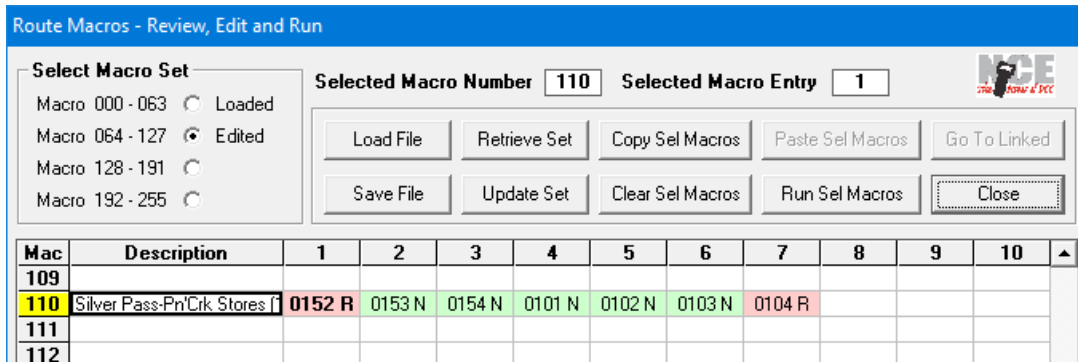 Route Macros - Review, Edit and Run
Select Macro Set
Macro 000 - 063 Loaded
Macro 064 - 127 Edited
Macro 128 - 191
Macro 192 - 255
Selected Macro Number 110 Selected Macro Entry 1
NCE
Load File Retrieve Set Copy Sel Macros Paste Sel Macros Go To Linked
Save File Update Set Clear Sel Macros Run Sel Macros Close
Mac Description 1 2 3 4 5 6 7 8 9 10
109
110 Silver Pass-Pn'Crk Stores ( 0152 R 0153 N 0154 N 0101 N 0102 N 0103 N 0104 R
111
112